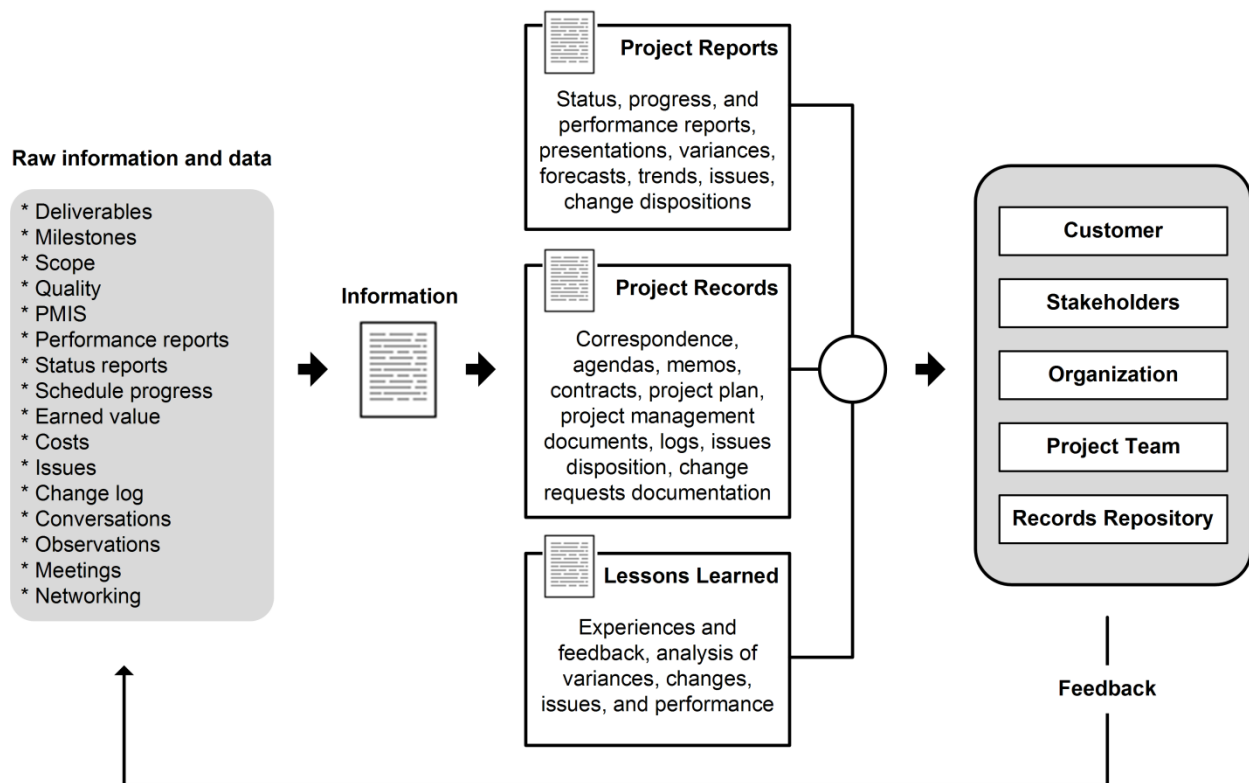 Raw information and data
* Deliverables
* Milestones
* Scope
* Quality
* PMIS
* Performance reports
* Status reports
* Schedule progress
* Earned value
* Costs
* Issues
* Change log
* Conversations
* Observations
* Meetings
* Networking
Information
Project Reports
Status, progress, and
performance reports,
presentations, variances,
forecasts, trends, issues,
change dispositions
Project Records
Correspondence,
agendas, memos,
contracts, project plan,
project management
documents, logs, issues
disposition, change
requests documentation
Lessons Learned
Experiences and
feedback, analysis of
variances, changes,
issues, and performance
Customer
Stakeholders
Organization
Project Team
Records Repository
Feedback